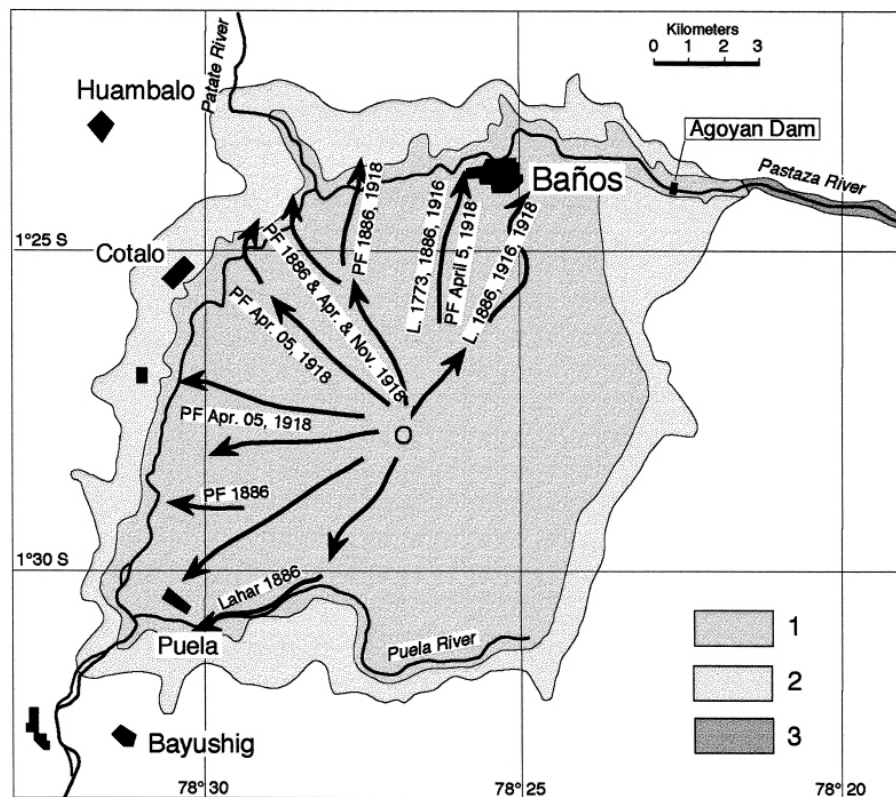 Kilometers
0 1 2 3
Patate River
Huambalo
Agoyan Dam
Baños
Pastaza River
PF 1886, 1918
L. 1773, 1886, 1916
PF April 5, 1918
L. 1886, 1916, 1918
1°25 S
Cotalo
PF 1886 & Apr. & Nov. 1918
PF Apr. 05, 1918
PF Apr. 05, 1918
PF 1886
1°30 S
Lahar 1886
Puela
Puela River
1
2
3
Bayushig
78°30
78°25
78°20